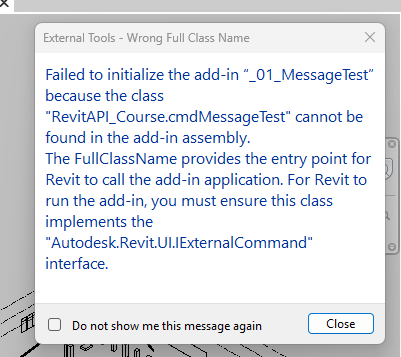 External Tools - Wrong Full Class Name
Failed to initialize the add-in "_01_MessageTest"
because the class
"RevitAPI_Course.cmdMessageTest" cannot be
found in the add-in assembly.
The FullClassName provides the entry point for
Revit to call the add-in application. For Revit to
run the add-in, you must ensure this class
implements the
"Autodesk.Revit.UI.IExternalCommand"
interface.
Do not show me this message again
Close